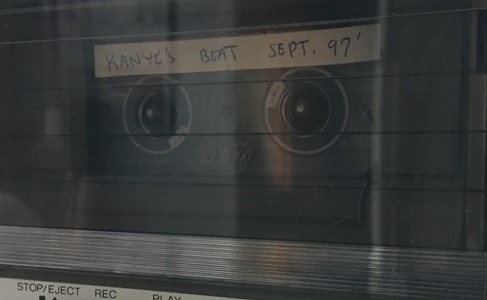 KANYE'S BEAT SEPT. 97'
STOP/EJECT REC PLAY